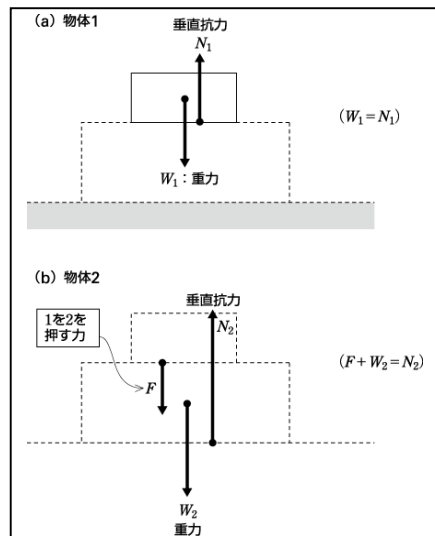 (a) 物体1
垂直抗力
N₁
(W₁=N₁)
W₁：重力
(b) 物体2
垂直抗力
N₂
1を2を
押す力
F
(F+W₂=N₂)
W₂
重力